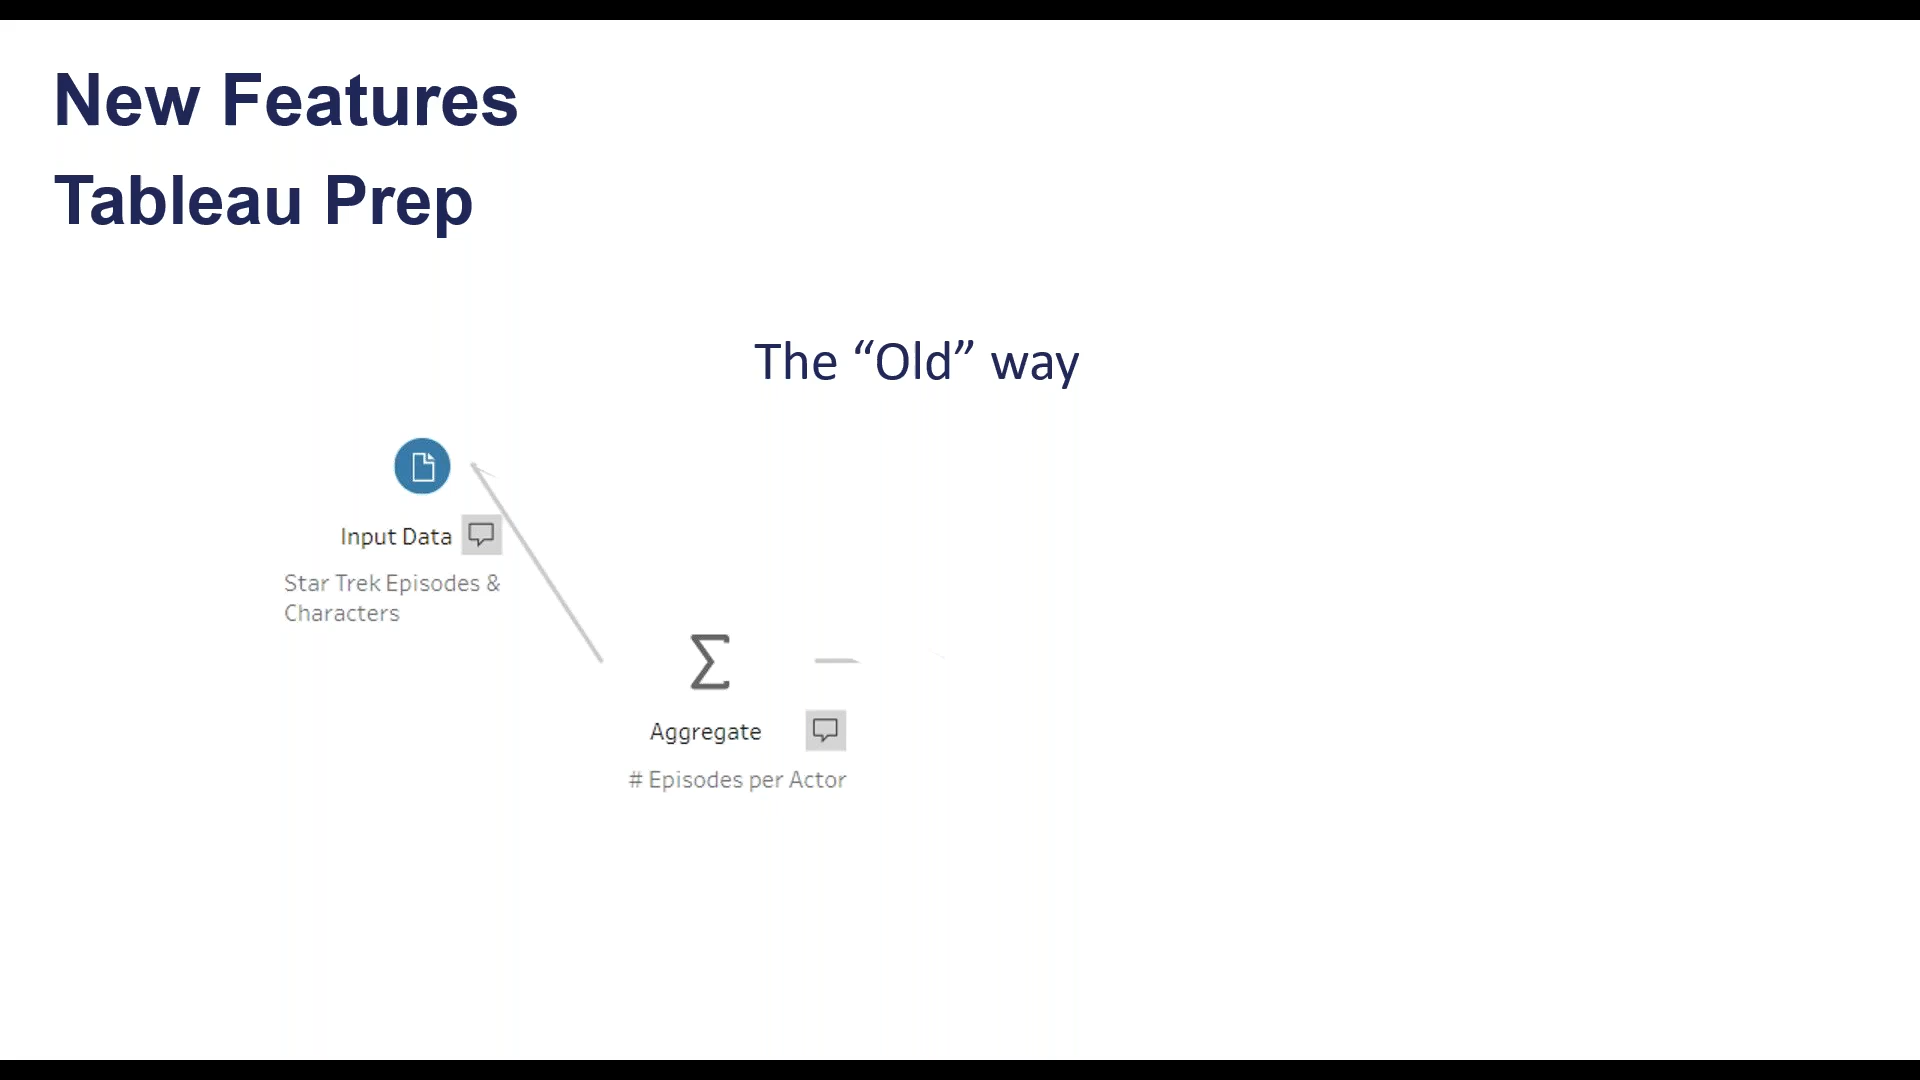 New Features
Tableau Prep
The “Old” way
Input Data
Star Trek Episodes &
Characters
Aggregate
# Episodes per Actor